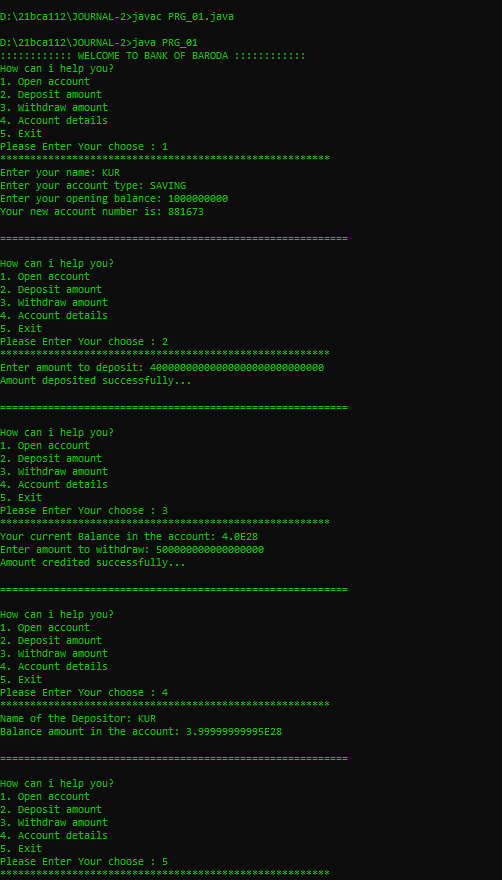 D:\21bca112\JOURNAL-2>javac PRG_01.java
D:\21bca112\JOURNAL-2>java PRG_01
:::::::::::: WELCOME TO BANK OF BARODA ::::::::::::
How can i help you?
1. Open account
2. Deposit amount
3. Withdraw amount
4. Account details
5. Exit
Please Enter Your choose : 1
*******************************************************
Enter your name: KUR
Enter your account type: SAVING
Enter your opening balance: 1000000000
Your new account number is: 881673
==========================================================
How can i help you?
1. Open account
2. Deposit amount
3. Withdraw amount
4. Account details
5. Exit
Please Enter Your choose : 2
*******************************************************
Enter amount to deposit: 40000000000000000000000000000
Amount deposited successfully...
==========================================================
How can i help you?
1. Open account
2. Deposit amount
3. Withdraw amount
4. Account details
5. Exit
Please Enter Your choose : 3
*******************************************************
Your current Balance in the account: 4.0E28
Enter amount to withdraw: 500000000000000000
Amount credited successfully...
==========================================================
How can i help you?
1. Open account
2. Deposit amount
3. Withdraw amount
4. Account details
5. Exit
Please Enter Your choose : 4
*******************************************************
Name of the Depositor: KUR
Balance amount in the account: 3.99999999995E28
==========================================================
How can i help you?
1. Open account
2. Deposit amount
3. Withdraw amount
4. Account details
5. Exit
Please Enter Your choose : 5
*******************************************************